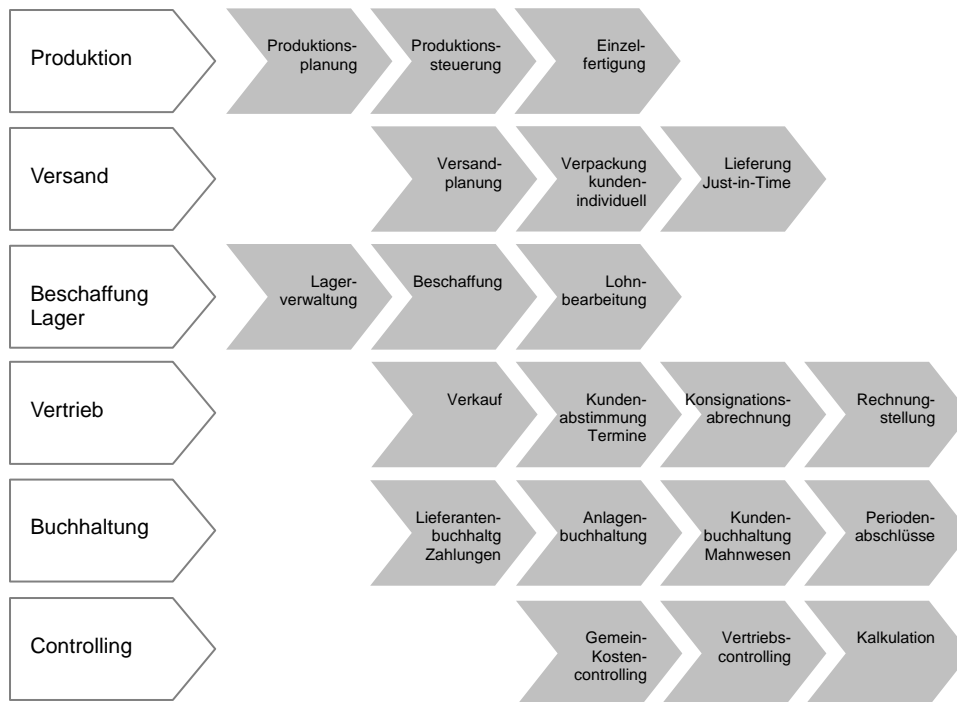 Produktion
Produktions-
planung
Produktions-
steuerung
Einzel-
fertigung
Versand
Versand-
planung
Verpackung
kunden-
individuell
Lieferung
Just-in-Time
Beschaffung
Lager
Lager-
verwaltung
Beschaffung
Lohn-
bearbeitung
Vertrieb
Verkauf
Kunden-
abstimmung
Termine
Konsignations-
abrechnung
Rechnung-
stellung
Buchhaltung
Lieferanten-
buchhaltg
Zahlungen
Anlagen-
buchhaltung
Kunden-
buchhaltung
Mahnwesen
Perioden-
abschlüsse
Controlling
Gemein-
Kosten-
controlling
Vertriebs-
controlling
Kalkulation